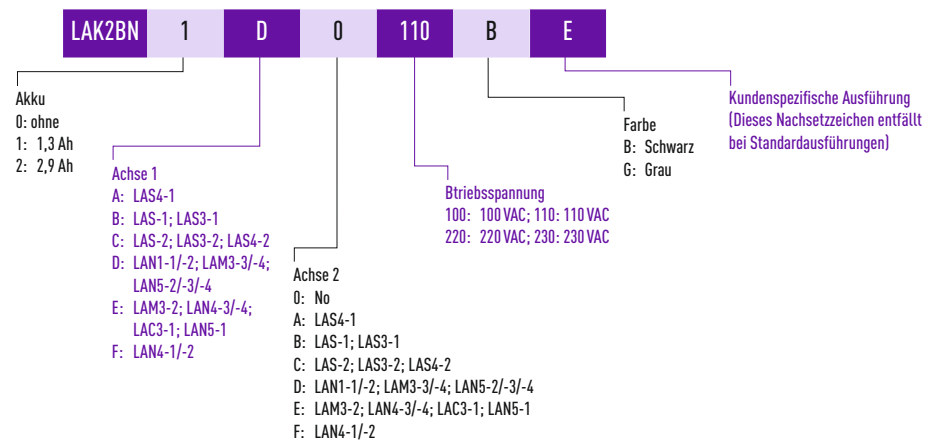 LAK2BN 1 D 0 110 B E
Akku
0: ohne
1: 1,3 Ah
2: 2,9 Ah
Achse 1
A: LAS4-1
B: LAS-1; LAS3-1
C: LAS-2; LAS3-2; LAS4-2
D: LAN1-1/-2; LAM3-3/-4;
LAN5-2/-3/-4
E: LAM3-2; LAN4-3/-4;
LAC3-1; LAN5-1
F: LAN4-1/-2
Achse 2
0: No
A: LAS4-1
B: LAS-1; LAS3-1
C: LAS-2; LAS3-2; LAS4-2
D: LAN1-1/-2; LAM3-3/-4; LAN5-2/-3/-4
E: LAM3-2; LAN4-3/-4; LAC3-1; LAN5-1
F: LAN4-1/-2
Btriebsspannung
100: 100 VAC; 110: 110 VAC
220: 220 VAC; 230: 230 VAC
Farbe
B: Schwarz
G: Grau
Kundenspezifische Ausführung
(Dieses Nachsetzzeichen entfällt
bei Standardausführungen)